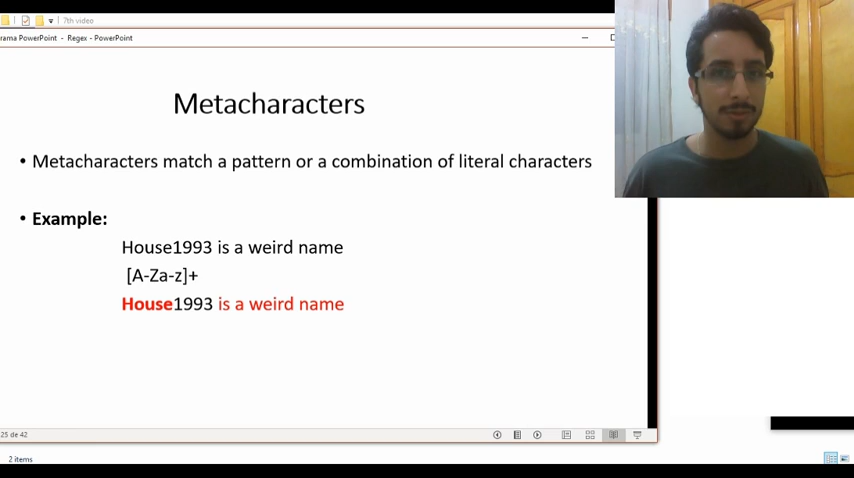 7th video
rama PowerPoint - Regex - PowerPoint
Metacharacters
• Metacharacters match a pattern or a combination of literal characters
• Example:
House1993 is a weird name
[A-Za-z]+
House1993 is a weird name
25 de 42
2 items